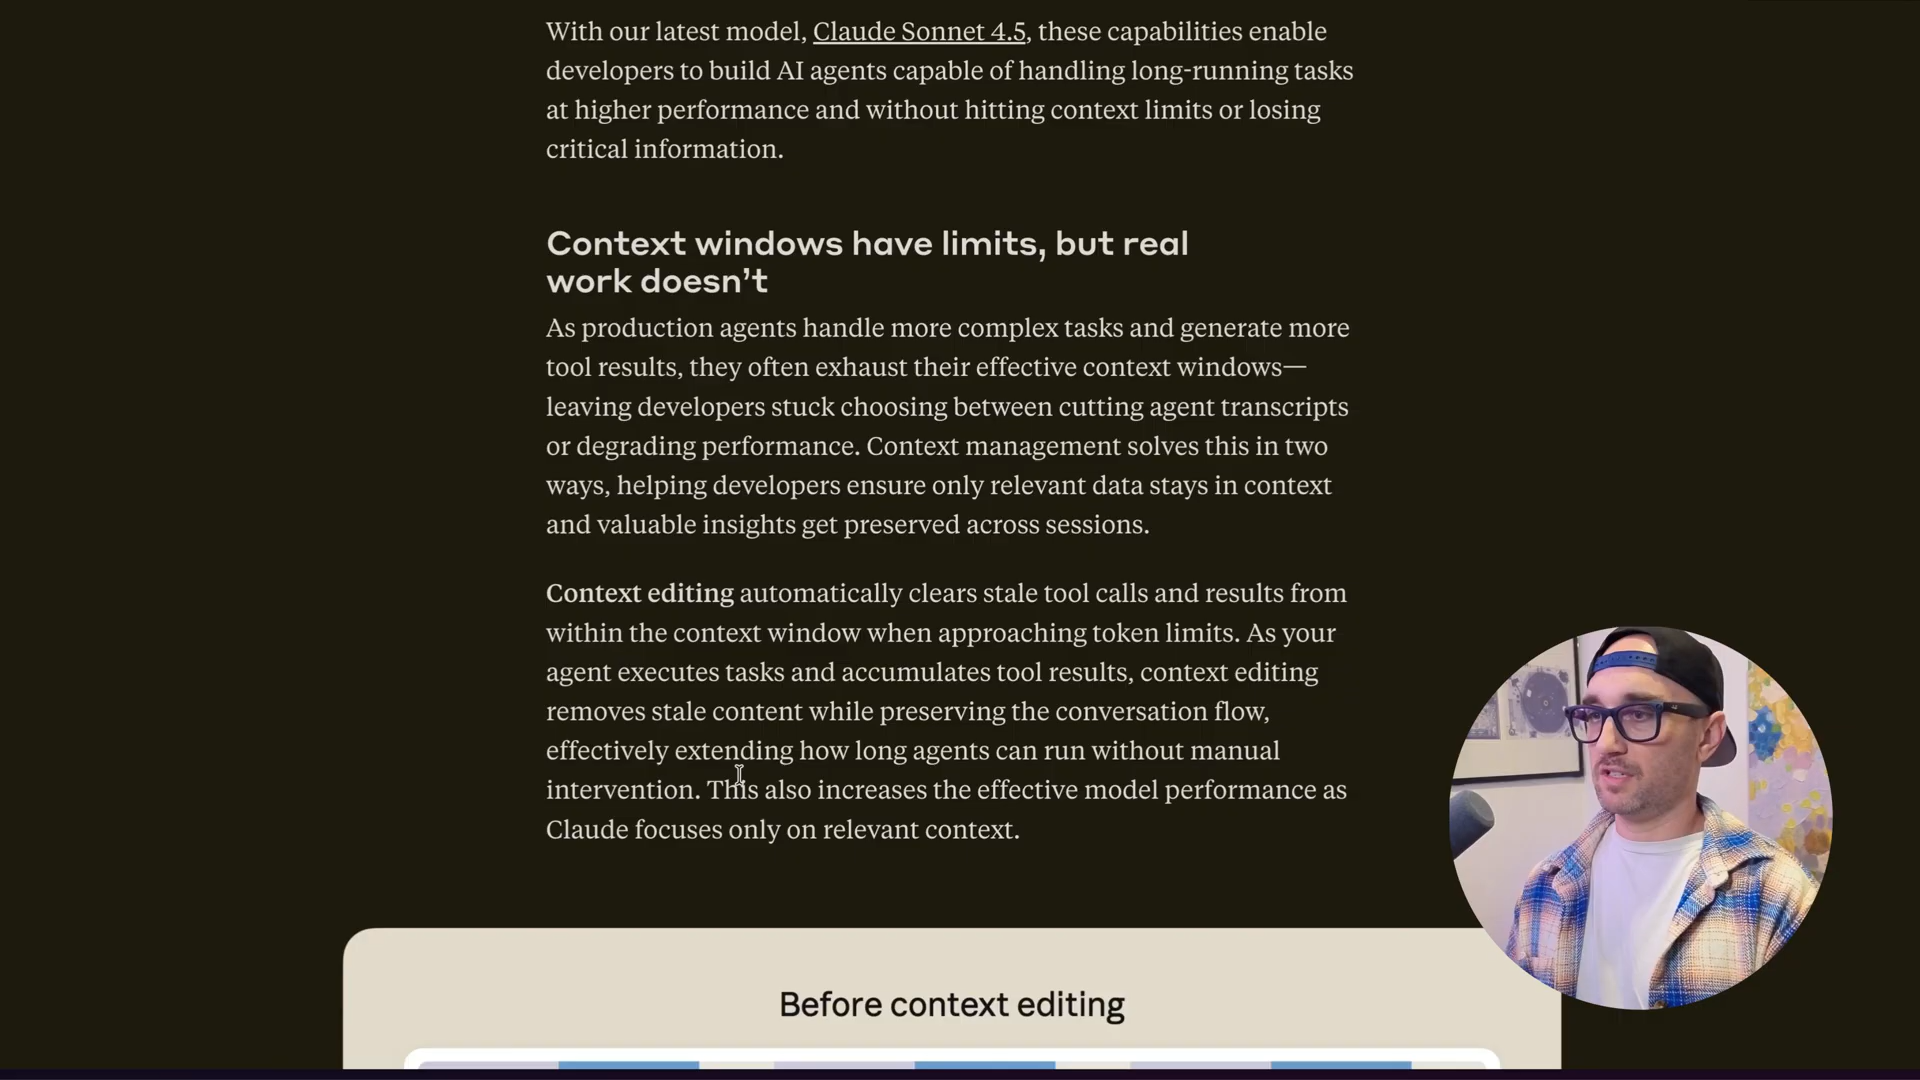 With our latest model, Claude Sonnet 4.5, these capabilities enable
developers to build AI agents capable of handling long-running tasks
at higher performance and without hitting context limits or losing
critical information.
Context windows have limits, but real
work doesn’t
As production agents handle more complex tasks and generate more
tool results, they often exhaust their effective context windows—
leaving developers stuck choosing between cutting agent transcripts
or degrading performance. Context management solves this in two
ways, helping developers ensure only relevant data stays in context
and valuable insights get preserved across sessions.
Context editing automatically clears stale tool calls and results from
within the context window when approaching token limits. As your
agent executes tasks and accumulates tool results, context editing
removes stale content while preserving the conversation flow,
effectively extending how long agents can run without manual
intervention. This also increases the effective model performance as
Claude focuses only on relevant context.
Before context editing